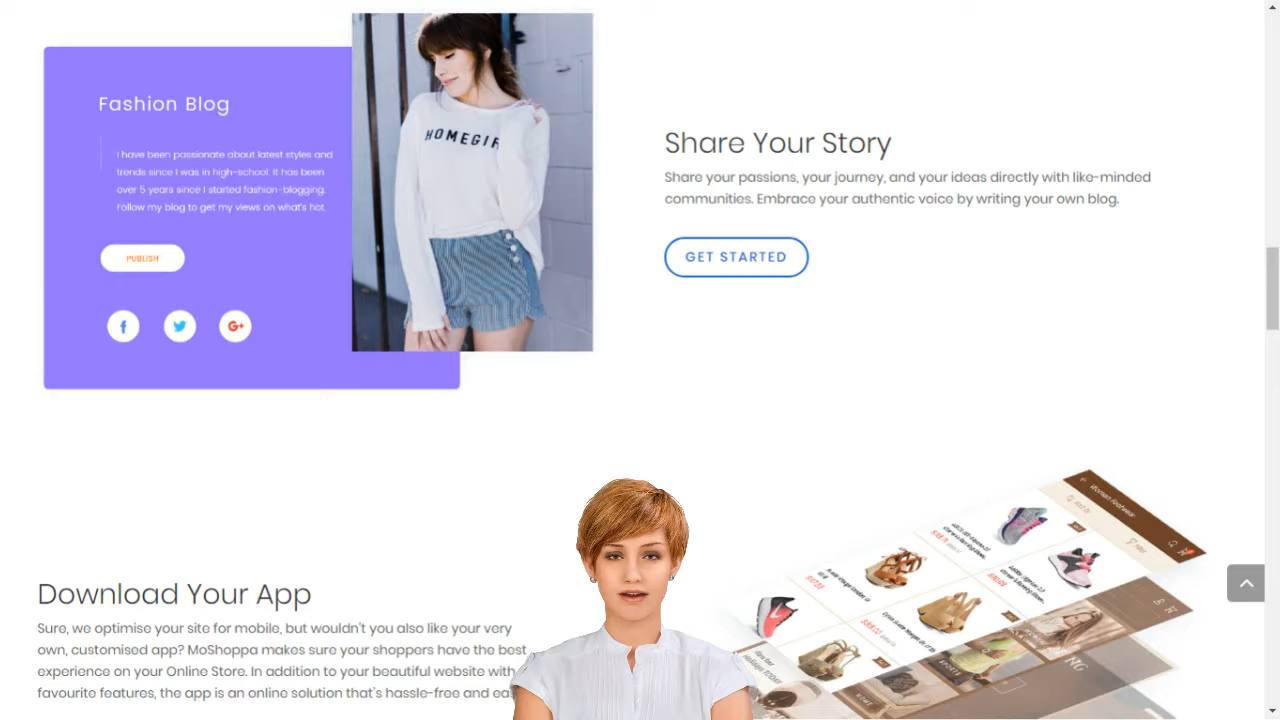 Fashion Blog
I have been passionate about latest styles and
trends since I was in high-school. It has been
over 5 years since I started fashion-blogging.
Follow my blog to get my views on what's hot.
PUBLISH
f
G+
HOMEGIR
Share Your Story
Share your passions, your journey, and your ideas directly with like-minded
communities. Embrace your authentic voice by writing your own blog.
GET STARTED
Download Your App
Sure, we optimise your site for mobile, but wouldn't you also like your very
own, customised app? MoShoppa makes sure your shoppers have the best
experience on your Online Store. In addition to your beautiful website with
favourite features, the app is an online solution that's hassle-free and
Women Footwear
Sort By
Filter
SPORTS